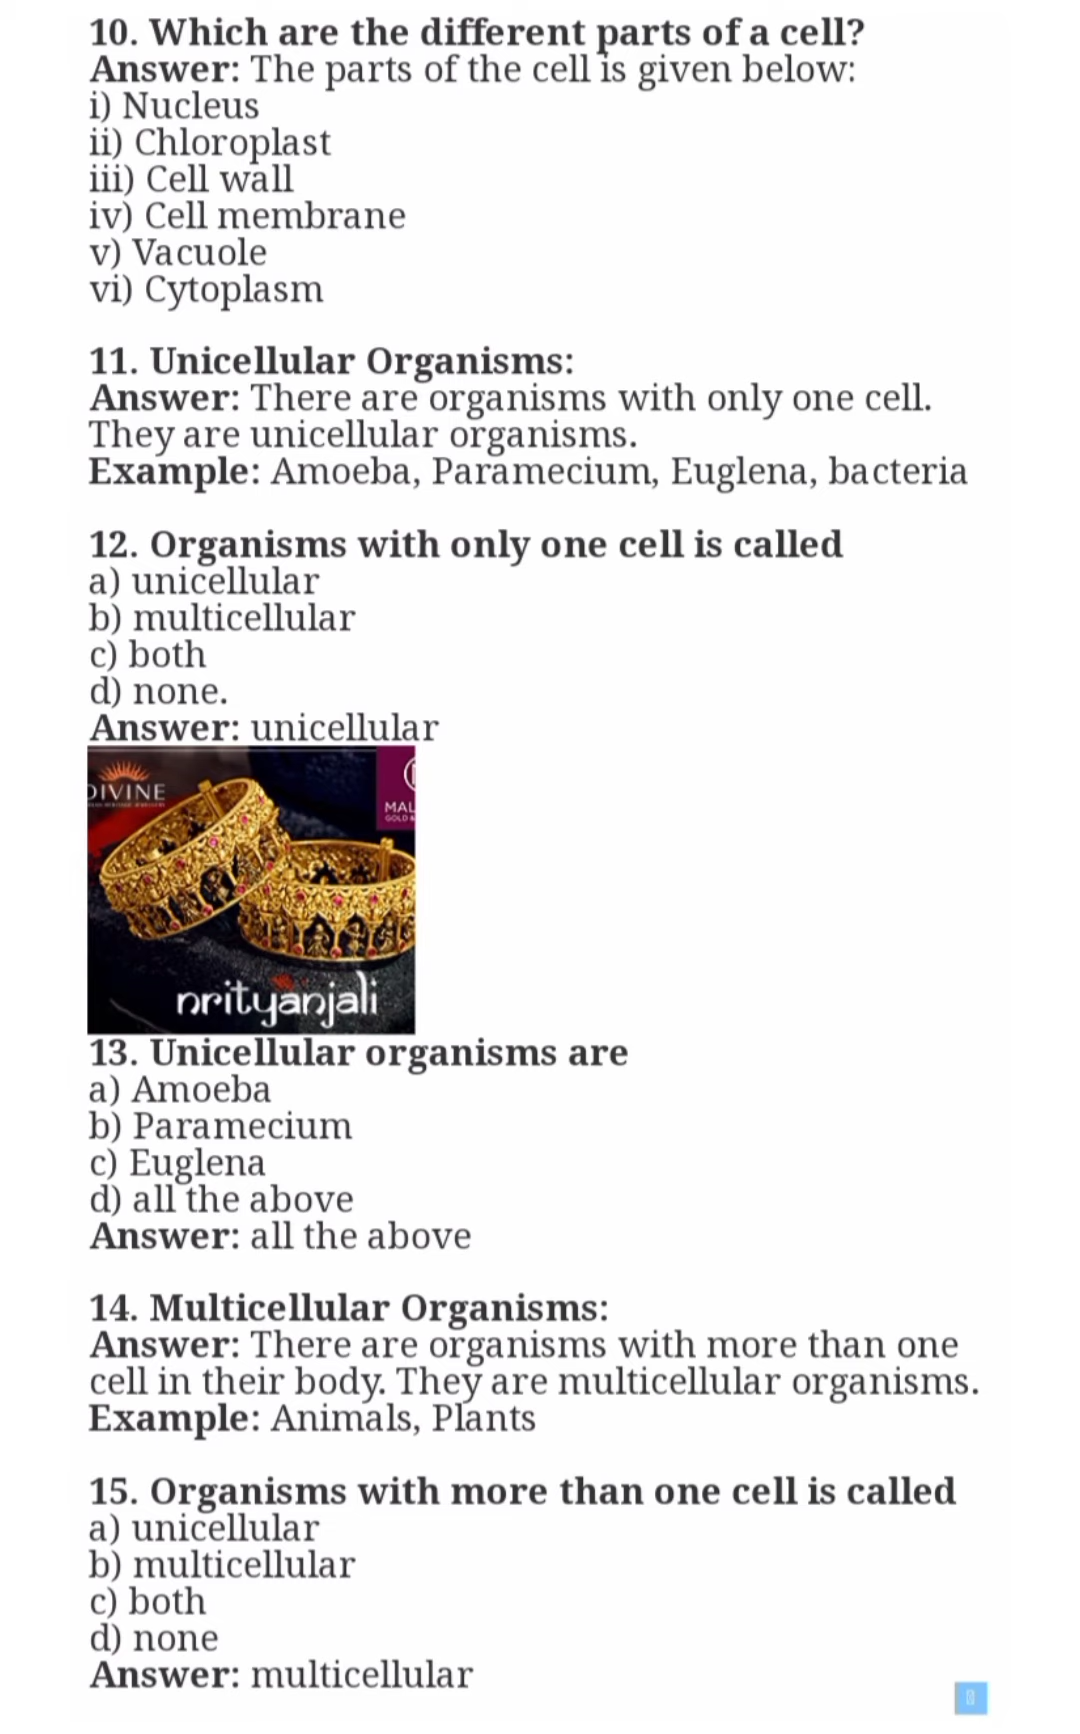 10. Which are the different parts of a cell?
Answer: The parts of the cell is given below:
i) Nucleus
ii) Chloroplast
iii) Cell wall
iv) Cell membrane
v) Vacuole
vi) Cytoplasm
11. Unicellular Organisms:
Answer: There are organisms with only one cell.
They are unicellular organisms.
Example: Amoeba, Paramecium, Euglena, bacteria
12. Organisms with only one cell is called
a) unicellular
b) multicellular
c) both
d) none.
Answer: unicellular
DIVINE
MAL
GOLD &
nrityanjali
13. Unicellular organisms are
a) Amoeba
b) Paramecium
c) Euglena
d) all the above
Answer: all the above
14. Multicellular Organisms:
Answer: There are organisms with more than one
cell in their body. They are multicellular organisms.
Example: Animals, Plants
15. Organisms with more than one cell is called
a) unicellular
b) multicellular
c) both
d) none
Answer: multicellular